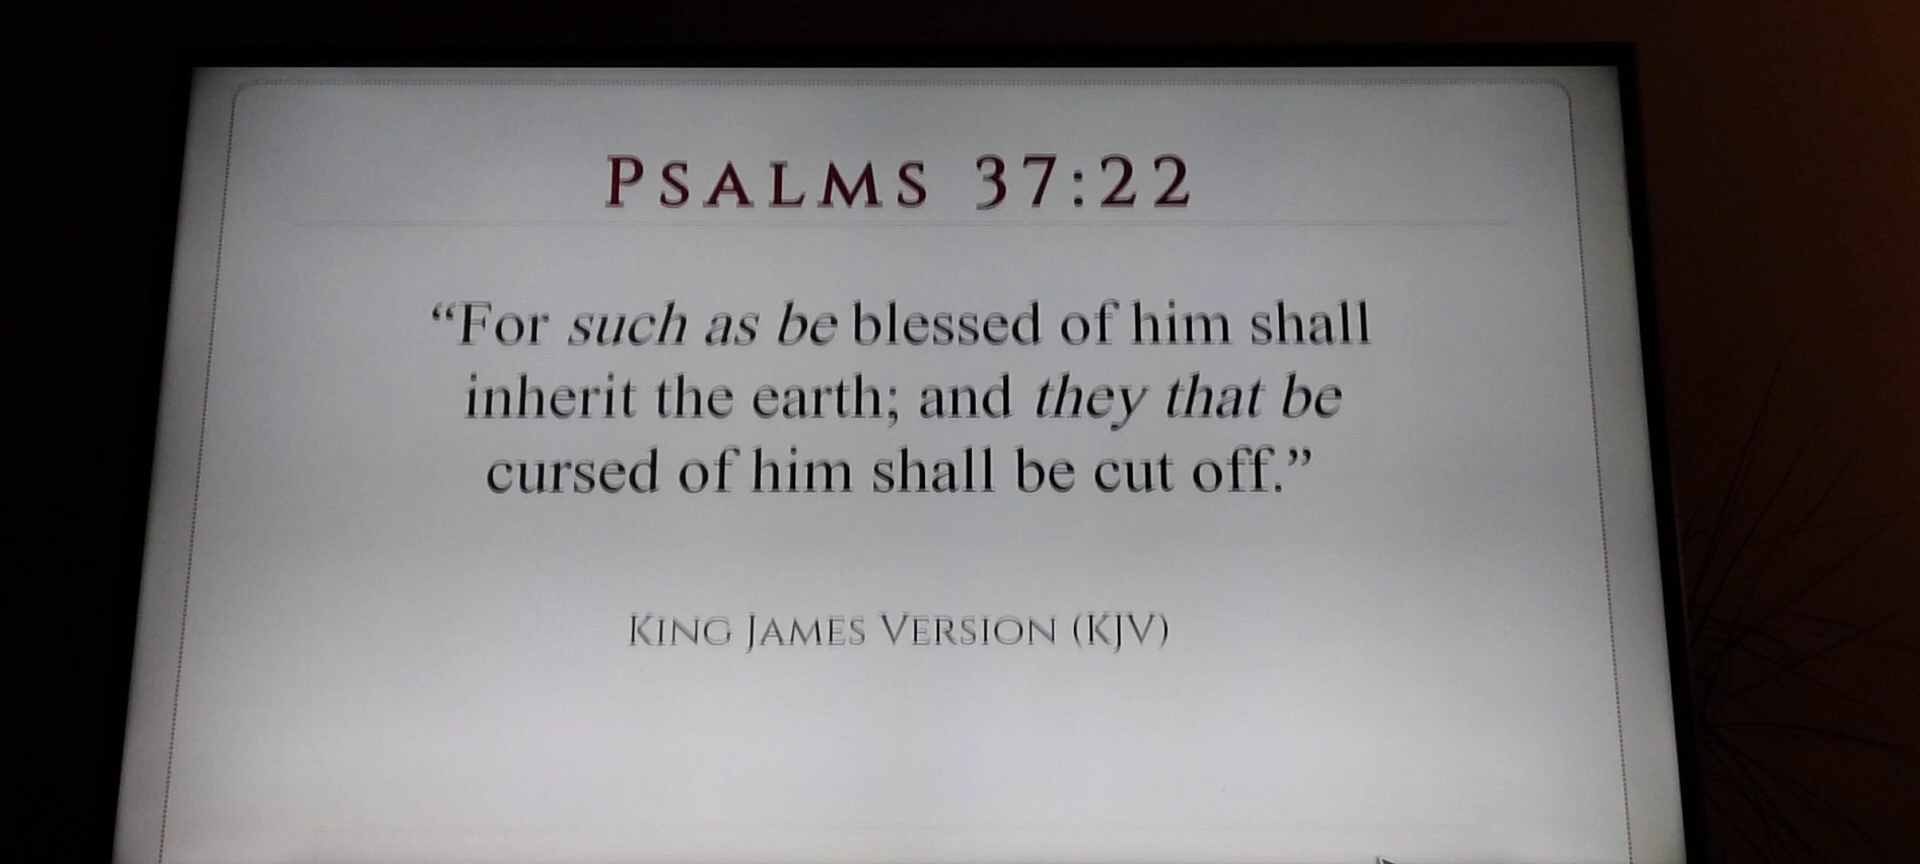 PSALMS 37:22
“For such as be blessed of him shall
inherit the earth; and they that be
cursed of him shall be cut off.”
KING JAMES VERSION (KJV)